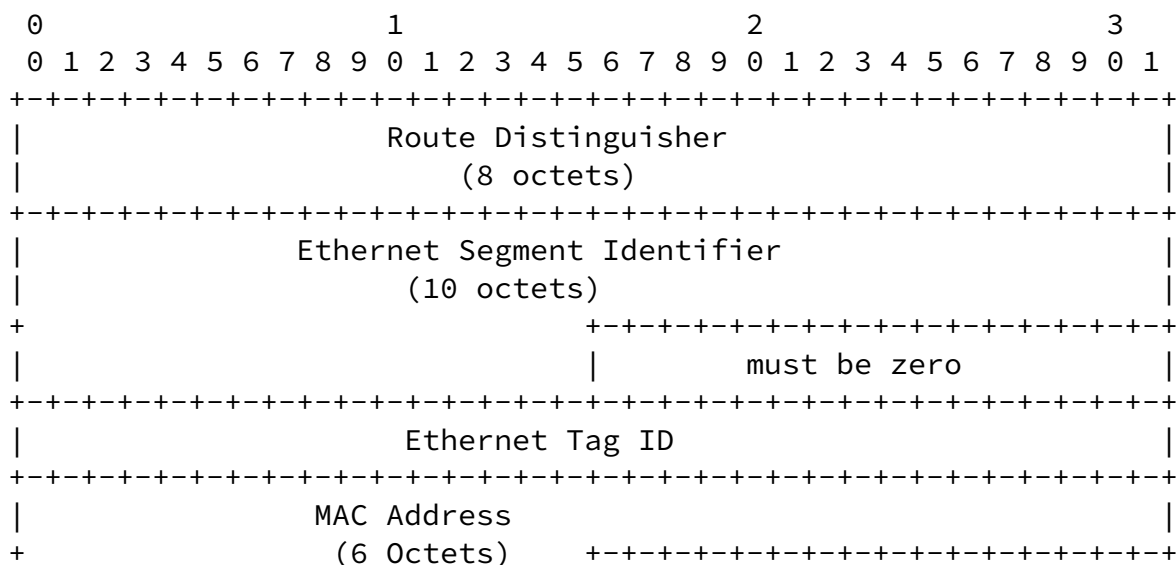 0                   1                   2                   3
 0 1 2 3 4 5 6 7 8 9 0 1 2 3 4 5 6 7 8 9 0 1 2 3 4 5 6 7 8 9 0 1
+-+-+-+-+-+-+-+-+-+-+-+-+-+-+-+-+-+-+-+-+-+-+-+-+-+-+-+-+-+-+-+-+
|                    Route Distinguisher                        |
|                        (8 octets)                             |
+-+-+-+-+-+-+-+-+-+-+-+-+-+-+-+-+-+-+-+-+-+-+-+-+-+-+-+-+-+-+-+-+
|               Ethernet Segment Identifier                     |
|                     (10 octets)                               |
+                               +-+-+-+-+-+-+-+-+-+-+-+-+-+-+-+-+
|                               |        must be zero           |
+-+-+-+-+-+-+-+-+-+-+-+-+-+-+-+-+-+-+-+-+-+-+-+-+-+-+-+-+-+-+-+-+
|                     Ethernet Tag ID                           |
+-+-+-+-+-+-+-+-+-+-+-+-+-+-+-+-+-+-+-+-+-+-+-+-+-+-+-+-+-+-+-+-+
|                MAC Address                                    |
+                 (6 Octets)    +-+-+-+-+-+-+-+-+-+-+-+-+-+-+-+-+